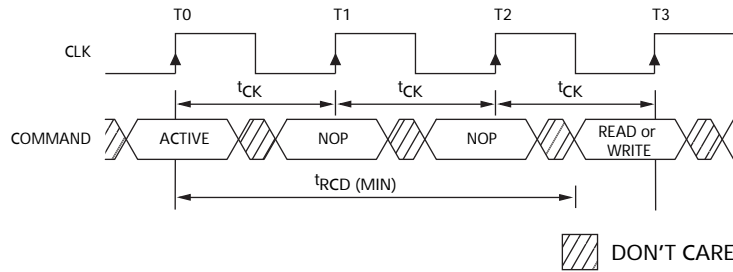 T0 T1 T2 T3
CLK
tCK tCK tCK
COMMAND ACTIVE NOP NOP READ or
WRITE
tRCD (MIN)
DON'T CARE